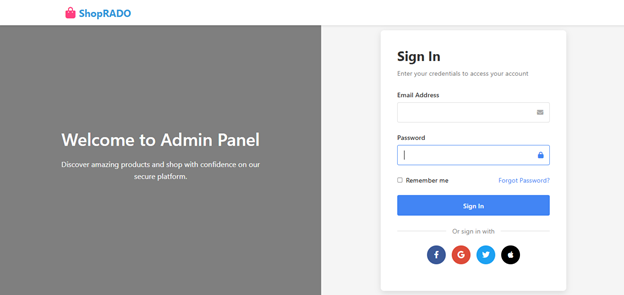 ShopRADO
Welcome to Admin Panel
Discover amazing products and shop with confidence on our
secure platform.
Sign In
Enter your credentials to access your account
Email Address
Password
Remember me
Forgot Password?
Sign In
Or sign in with